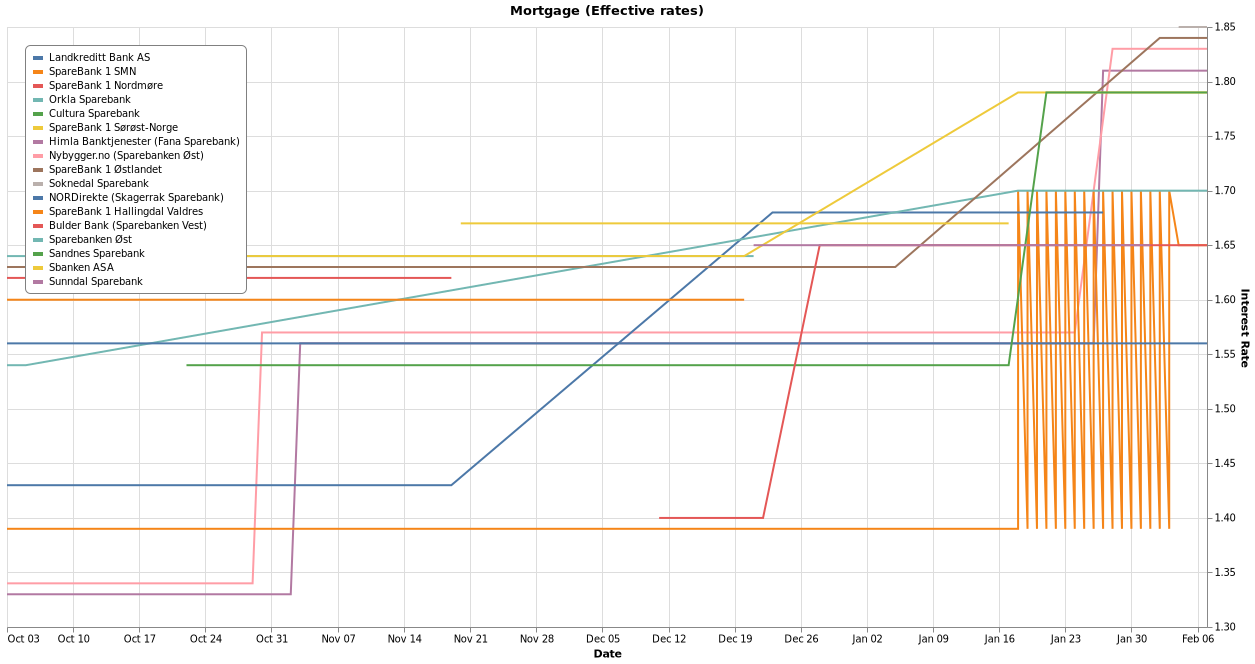 Mortgage (Effective rates)
Landkreditt Bank AS
SpareBank 1 SMN
SpareBank 1 Nordmøre
Orkla Sparebank
Cultura Sparebank
SpareBank 1 Sørøst-Norge
Himla Banktjenester (Fana Sparebank)
Nybygger.no (Sparebanken Øst)
SpareBank 1 Østlandet
Soknedal Sparebank
NORDirekte (Skagerrak Sparebank)
SpareBank 1 Hallingdal Valdres
Bulder Bank (Sparebanken Vest)
Sparebanken Øst
Sandnes Sparebank
Sbanken ASA
Sunndal Sparebank
1.85
1.80
1.75
1.70
1.65
1.60
1.55
1.50
1.45
1.40
1.35
1.30
Interest Rate
Oct 03 Oct 10 Oct 17 Oct 24 Oct 31 Nov 07 Nov 14 Nov 21 Nov 28 Dec 05 Dec 12 Dec 19 Dec 26 Jan 02 Jan 09 Jan 16 Jan 23 Jan 30 Feb 06
Date